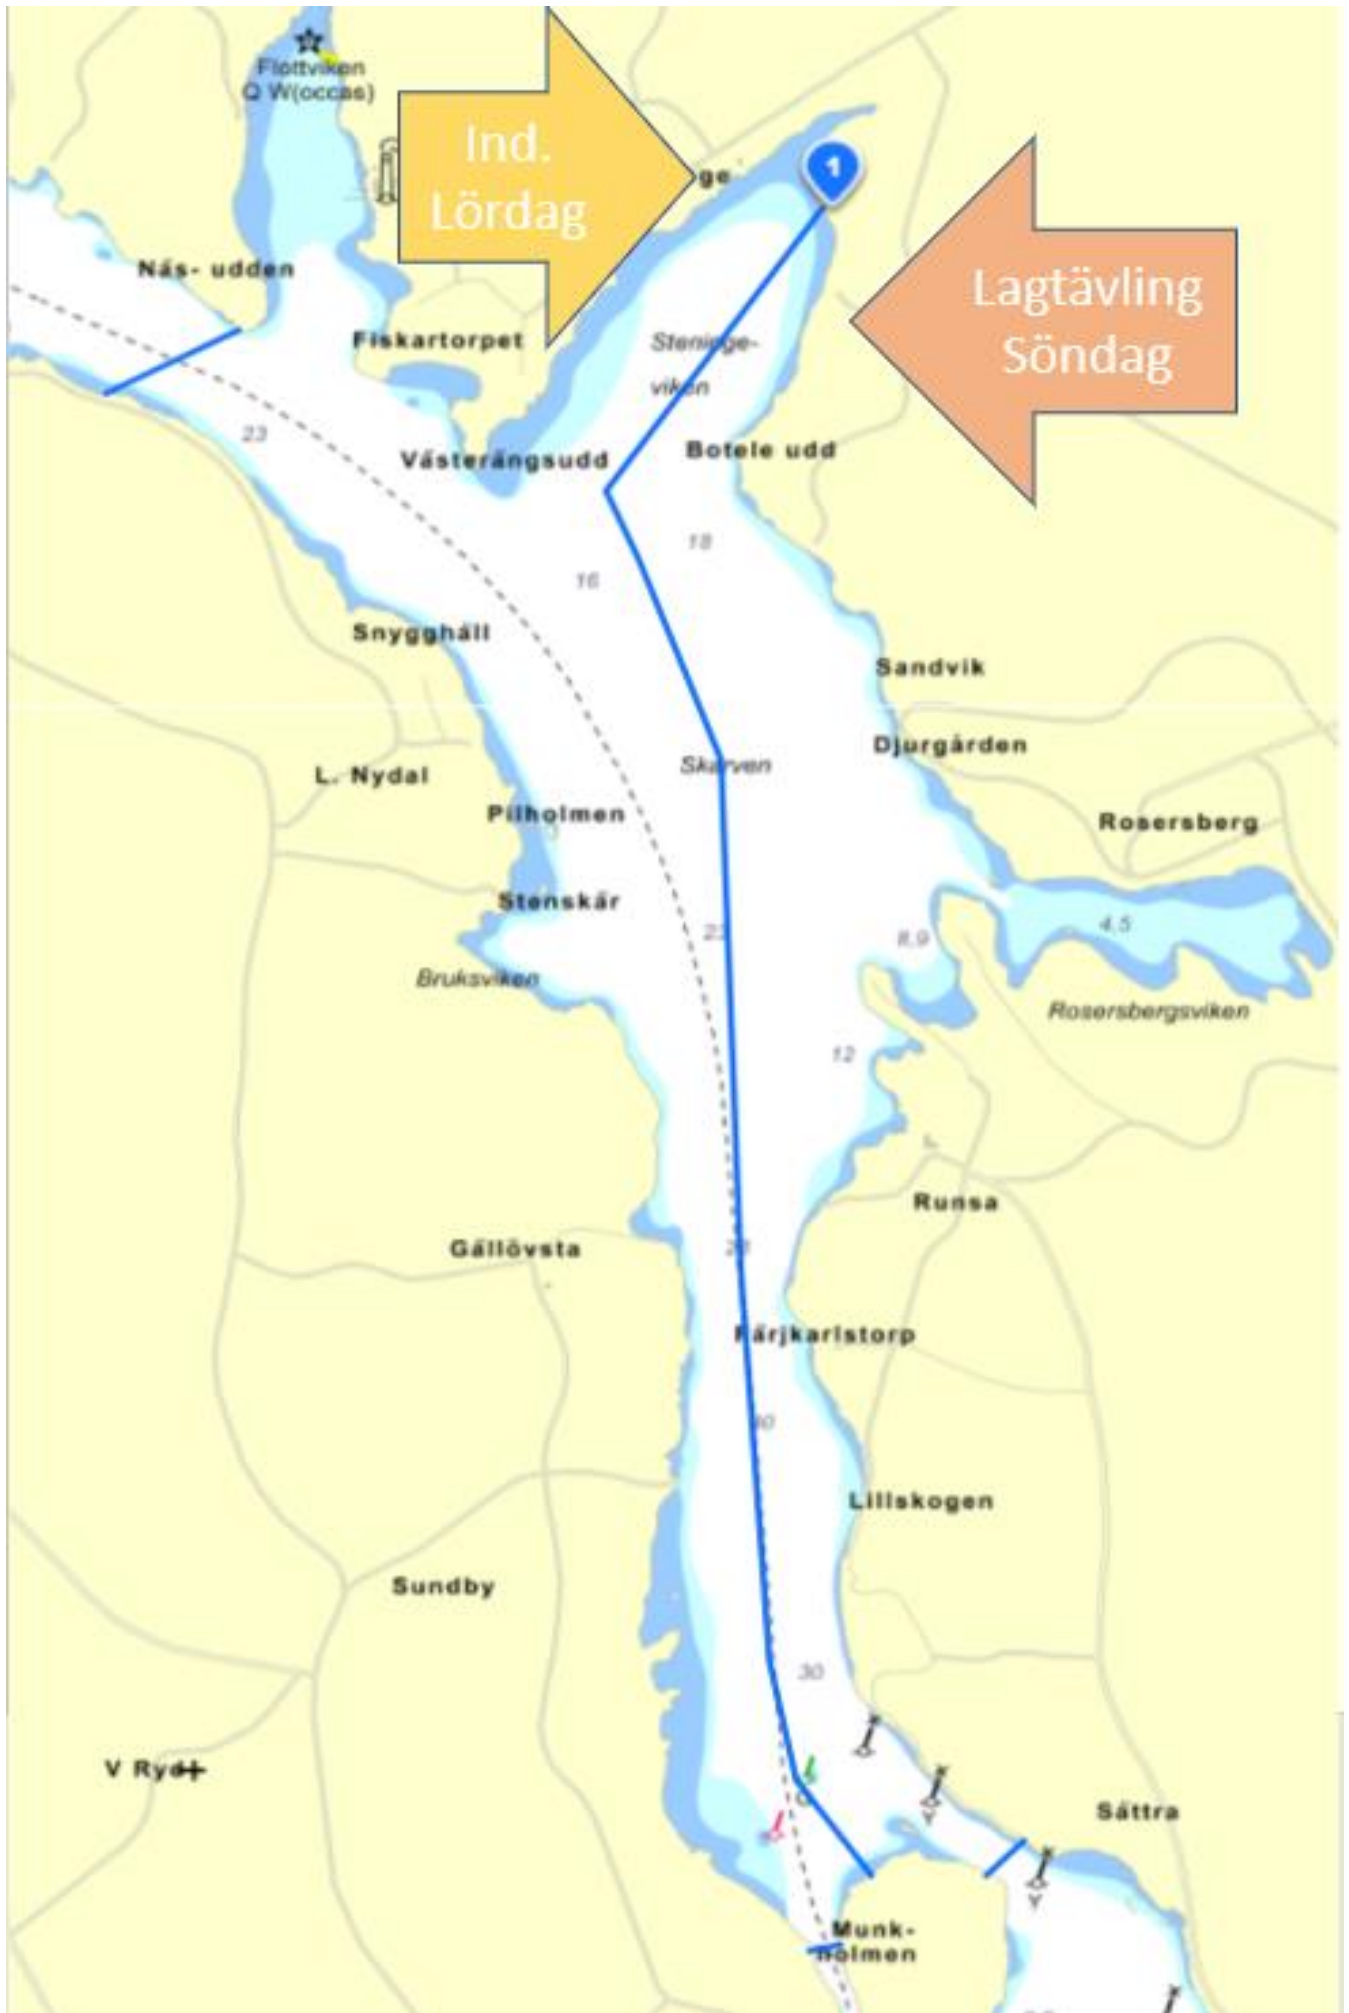 Flottviken
Q W(occas)
Ind.
Lördag
ge
1
Näs- udden
Lagtävling
Söndag
Fiskartorpet
Steninge-
viken
23
Västerängsudd
Botele udd
18
16
Snygghäll
Sandvik
Djurgården
Skarven
L. Nydal
Pilholmen
Rosersberg
Stenskär
4,5
8,9
Bruksviken
Rosersbergsviken
12
Runsa
Gällövsta
Färjkarlstorp
Lillskogen
Sundby
30
V Ryd
Sättra
Munk-
holmen